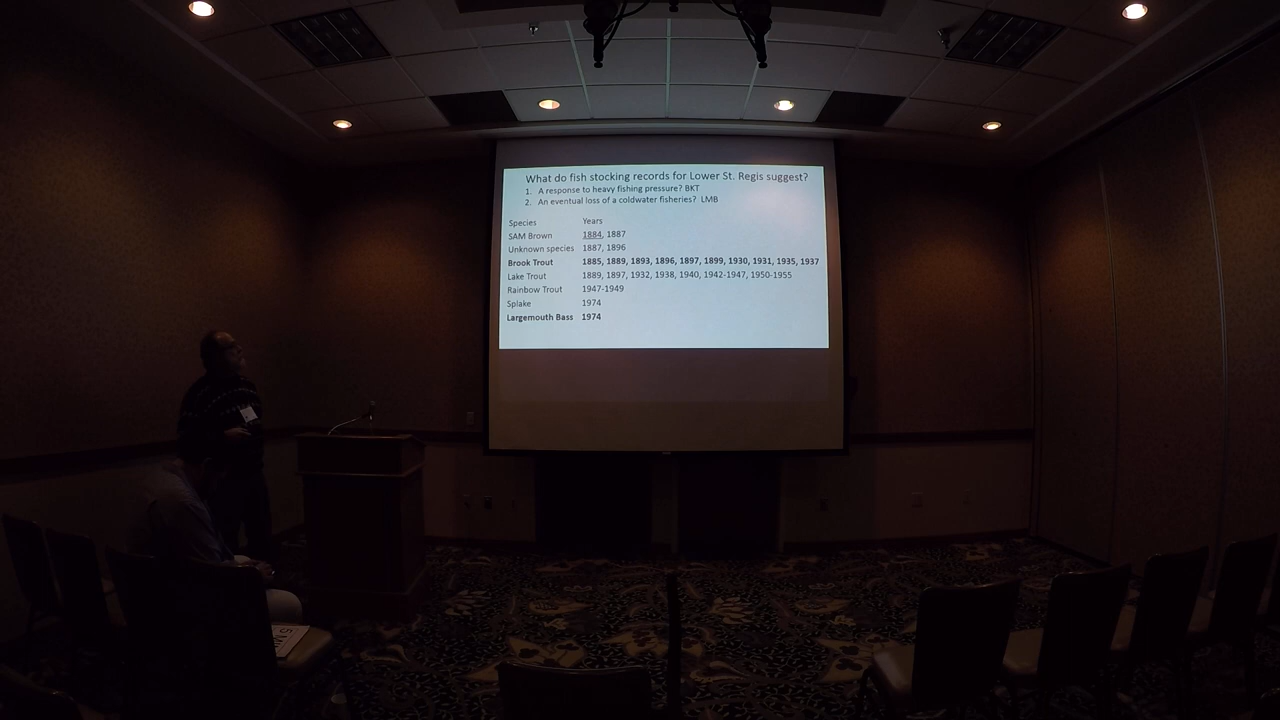 What do fish stocking records for Lower St. Regis suggest?
1. A response to heavy fishing pressure? BKT
2. An eventual loss of a coldwater fisheries? LMB
Species Years
SAM Brown 1884, 1887
Unknown species 1887, 1896
Brook Trout 1885, 1889, 1893, 1896, 1897, 1899, 1930, 1931, 1935, 1937
Lake Trout 1889, 1897, 1932, 1938, 1940, 1942-1947, 1950-1955
Rainbow Trout 1947-1949
Splake 1974
Largemouth Bass 1974